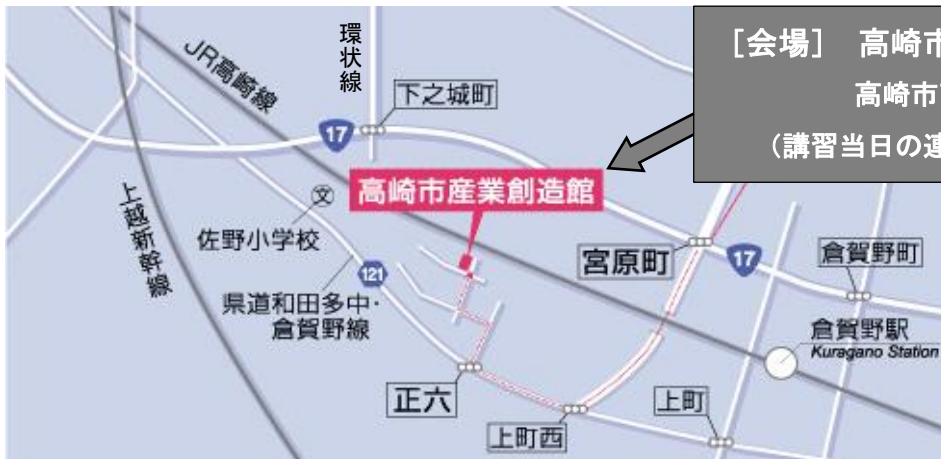 [会場] 高崎市
高崎市
(講習当日の連
環状線
JR高崎線
下之城町
17
高崎市産業創造館
上越新幹線
佐野小学校
文
121
県道和田多中・
倉賀野線
宮原町
17
倉賀野町
倉賀野駅
Kuragano Station
正六
上町西
上町